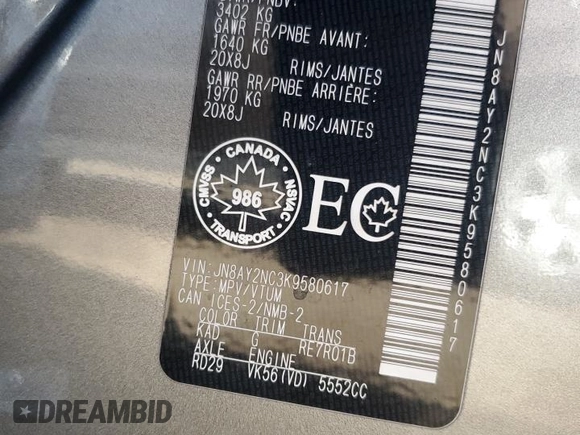 3402 KG
GAWR FR/PNBE AVANT:
1640 KG
20X8J RIMS/JANTES
GAWR RR/PNBE ARRIÈRE:
1970 KG
20X8J RIMS/JANTES
CANADA
CMVSS
NSVAC
986
TRANSPORT
EC
VIN:JN8AY2NC3K9580617
TYPE:MPV/VTUM
CAN ICES-2/NMB-2
COLOR TRIM TRANS
KAD G RE7R01B
AXLE ENGINE
RD29 VK56(VD) 5552CC
JN8AY2NC3K9580617
DREAMBID